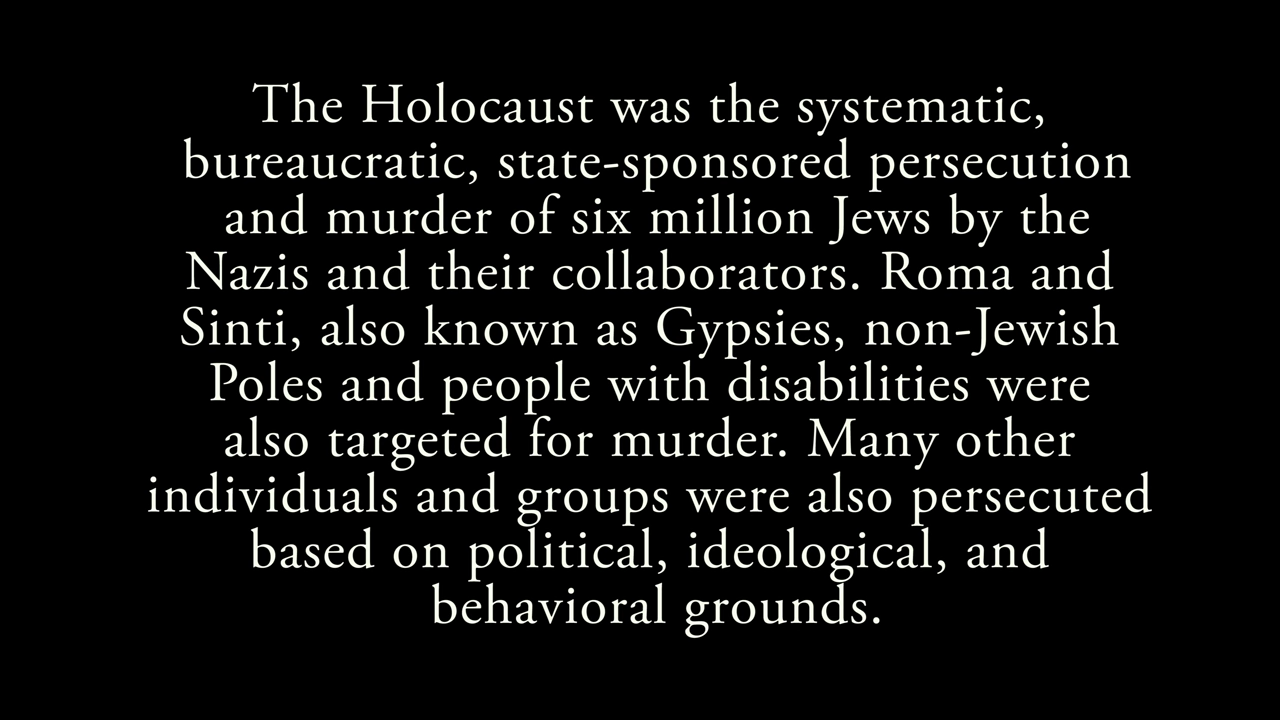 The Holocaust was the systematic,
bureaucratic, state-sponsored persecution
and murder of six million Jews by the
Nazis and their collaborators. Roma and
Sinti, also known as Gypsies, non-Jewish
Poles and people with disabilities were
also targeted for murder. Many other
individuals and groups were also persecuted
based on political, ideological, and
behavioral grounds.